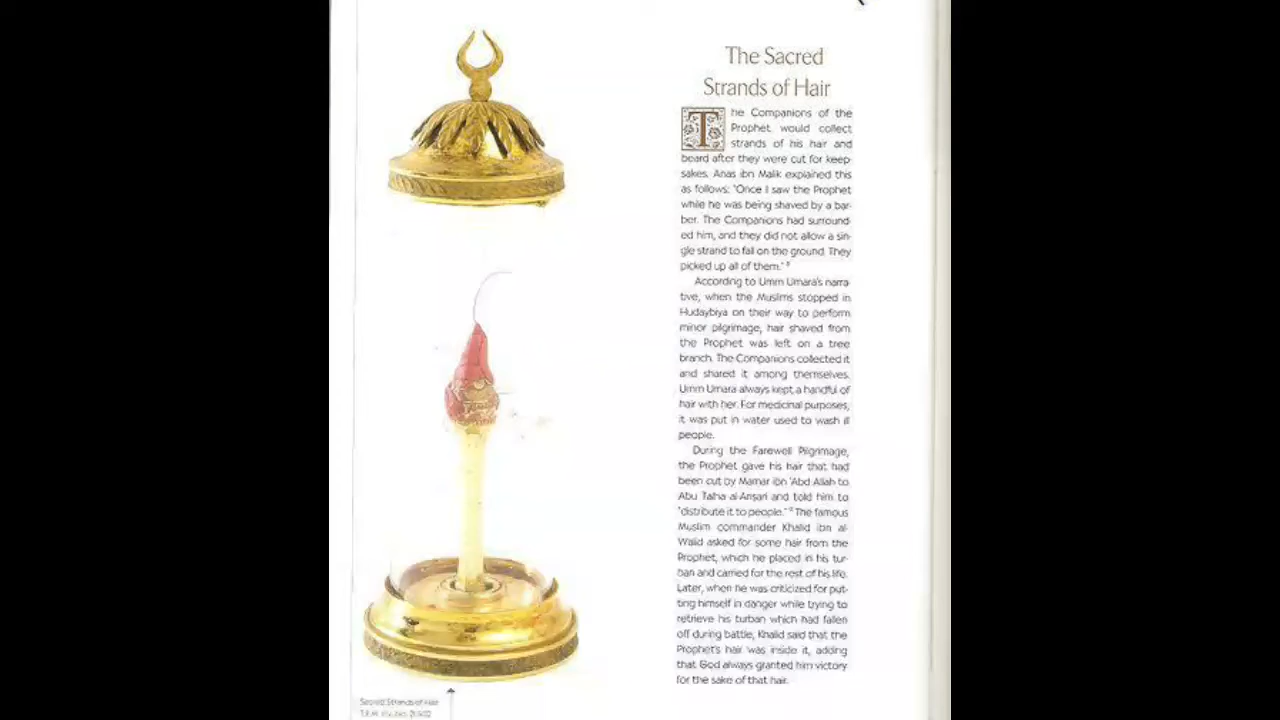 The Sacred
Strands of Hair
The Companions of the
Prophet would collect
strands of his hair and
beard after they were cut for keep-
sakes. Anas ibn Malik explained this
as follows: "Once I saw the Prophet
while he was being shaved by a bar-
ber. The Companions had surround-
ed him, and they did not allow a sin-
gle strand to fall on the ground. They
picked up all of them."
According to Umm Umara's narra-
tive, when the Muslims stopped in
Hudaybiya on their way to perform
minor pilgrimage, hair shaved from
the Prophet was left on a tree
branch. The Companions collected it
and shared it among themselves.
Umm Umara always kept a handful of
hair with her. For medicinal purposes,
it was put in water used to wash ill
people.
During the Farewell Pilgrimage,
the Prophet gave his hair that had
been cut by Mamar ibn 'Abd Allah to
Abu Talha al-Ansari and told him to
"distribute it to people." The famous
Muslim commander Khalid ibn al-
Walid asked for some hair from the
Prophet, which he placed in his tur-
ban and carried for the rest of his life.
Later, when he was criticized for put-
ting himself in danger while trying to
retrieve his turban which had fallen
off during battle, Khalid said that the
Prophet's hair was inside it, adding
that God always granted him victory
for the sake of that hair.
Sacred Strands of Hair